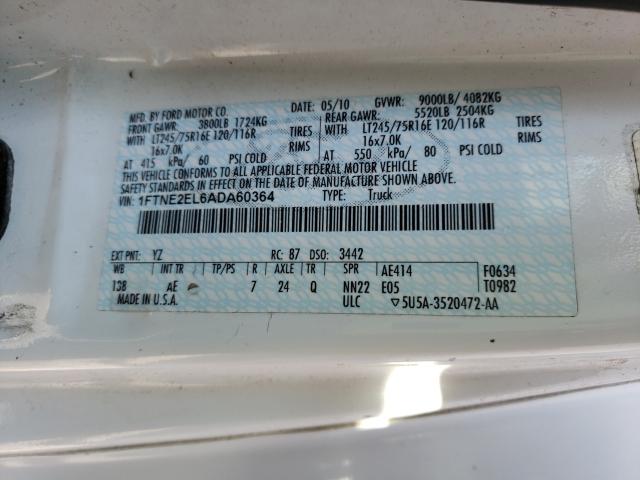 MFD. BY FORD MOTOR CO. DATE: 05/10 GVWR: 9000LB/ 4082KG
FRONT GAWR: 3800LB 1724KG REAR GAWR: 5520LB 2504KG
WITH LT245/75R16E 120/116R TIRES WITH LT245/75R16E 120/116R TIRES
16x7.0K RIMS 16x7.0K RIMS
AT 415 kPa/ 60 PSI COLD AT 550 kPa/ 80 PSI COLD
THIS VEHICLE CONFORMS TO ALL APPLICABLE FEDERAL MOTOR VEHICLE
SAFETY STANDARDS IN EFFECT ON THE DATE OF MANUFACTURE SHOWN ABOVE.
VIN: 1FTNE2EL6ADA60364 TYPE: Truck
EXT PNT: YZ RC: 87 DSO: 3442
WB INT TR TP/PS R AXLE TR SPR AE414 F0634
138 AE 7 24 Q NN22 E05 T0982
MADE IN U.S.A. ULC ▽5U5A-3520472-AA